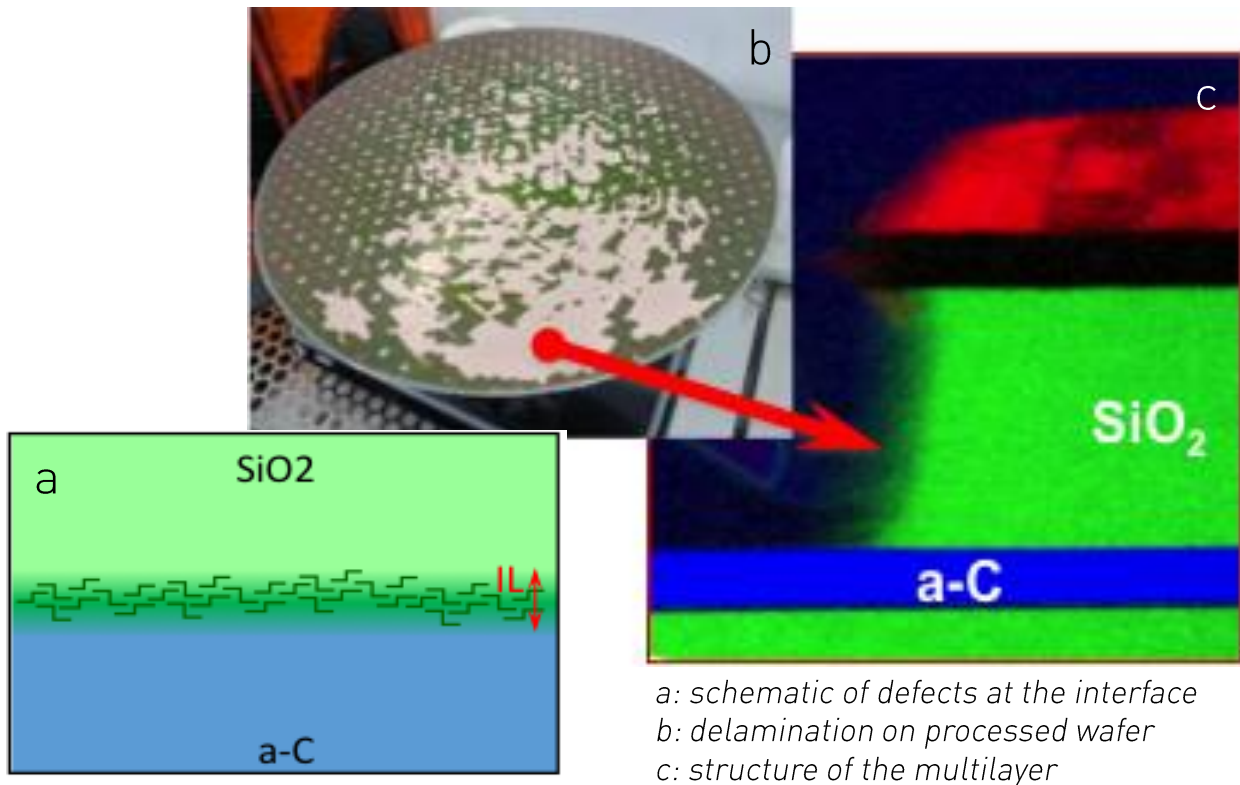 b
c
SiO₂
a-C
a
SiO2
IL
a-C
a: schematic of defects at the interface
b: delamination on processed wafer
c: structure of the multilayer